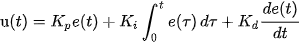 u(t) = K_p e(t) + K_i ∫_0^t e(τ) dτ + K_d de(t)/dt